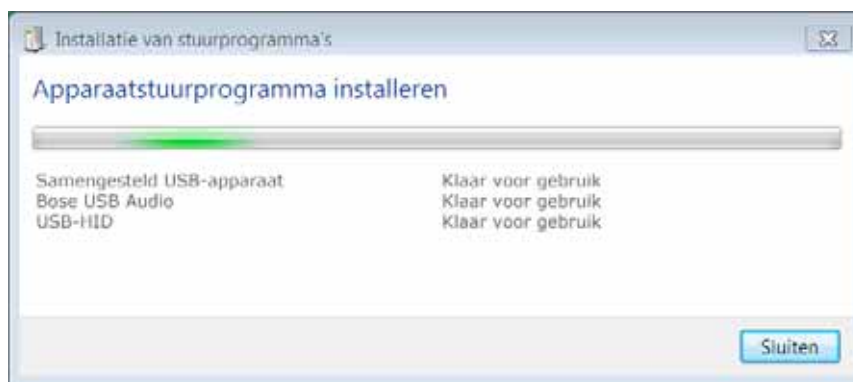 Installatie van stuurprogramma's
Apparaatstuurprogramma installeren
Samengesteld USB-apparaat Klaar voor gebruik
Bose USB Audio Klaar voor gebruik
USB-HID Klaar voor gebruik
Sluiten